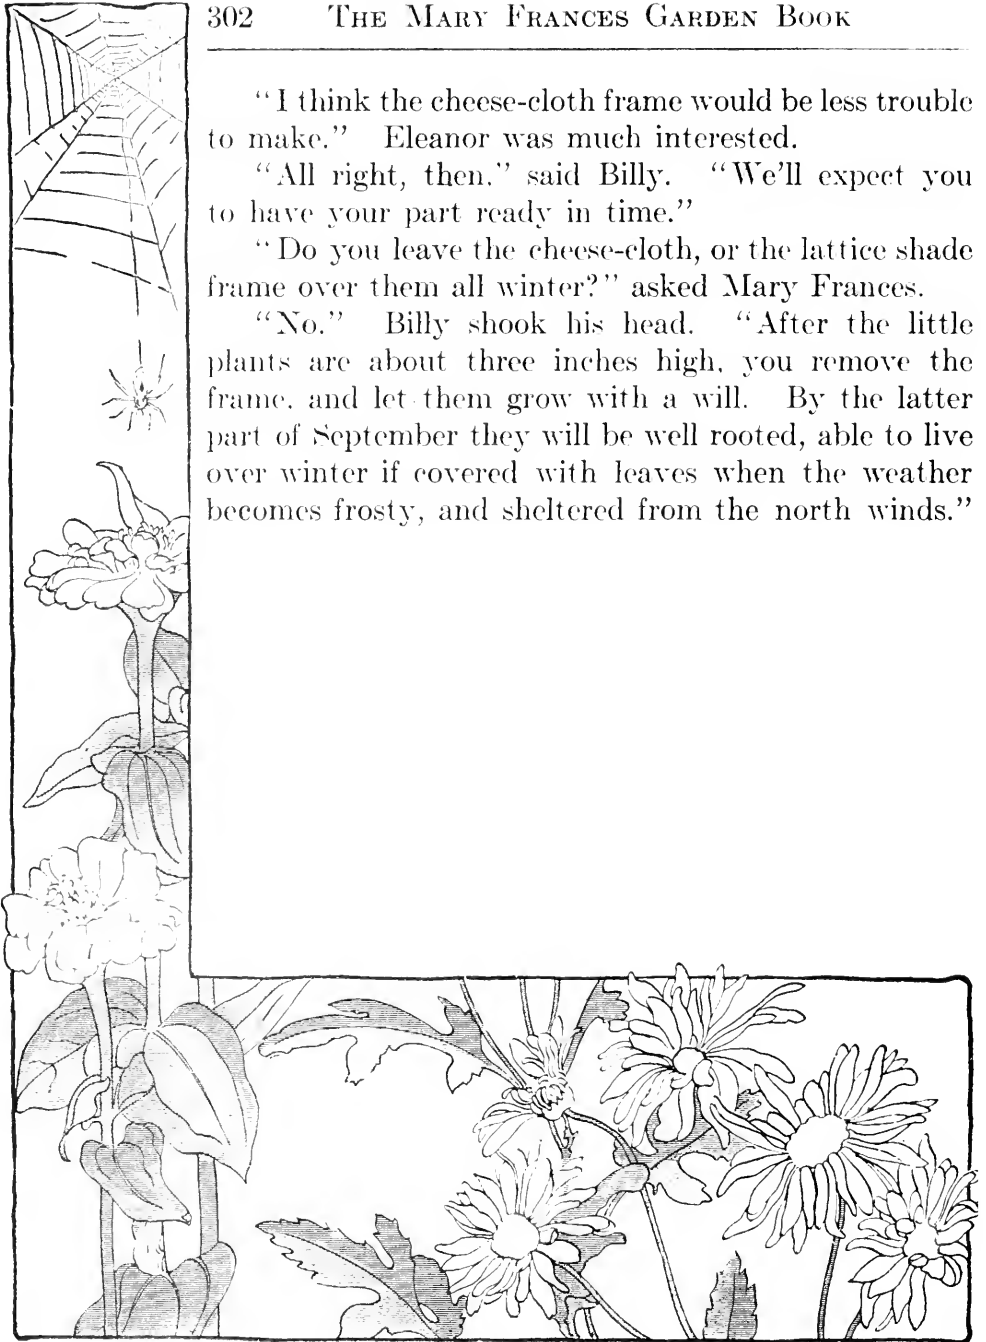 302 The Mary Frances Garden Book
"I think the cheese-cloth frame would be less trouble
to make." Eleanor was much interested.
"All right, then," said Billy. "We'll expect you
to have your part ready in time."
"Do you leave the cheese-cloth, or the lattice shade
frame over them all winter?" asked Mary Frances.
"No." Billy shook his head. "After the little
plants are about three inches high, you remove the
frame, and let them grow with a will. By the latter
part of September they will be well rooted, able to live
over winter if covered with leaves when the weather
becomes frosty, and sheltered from the north winds."